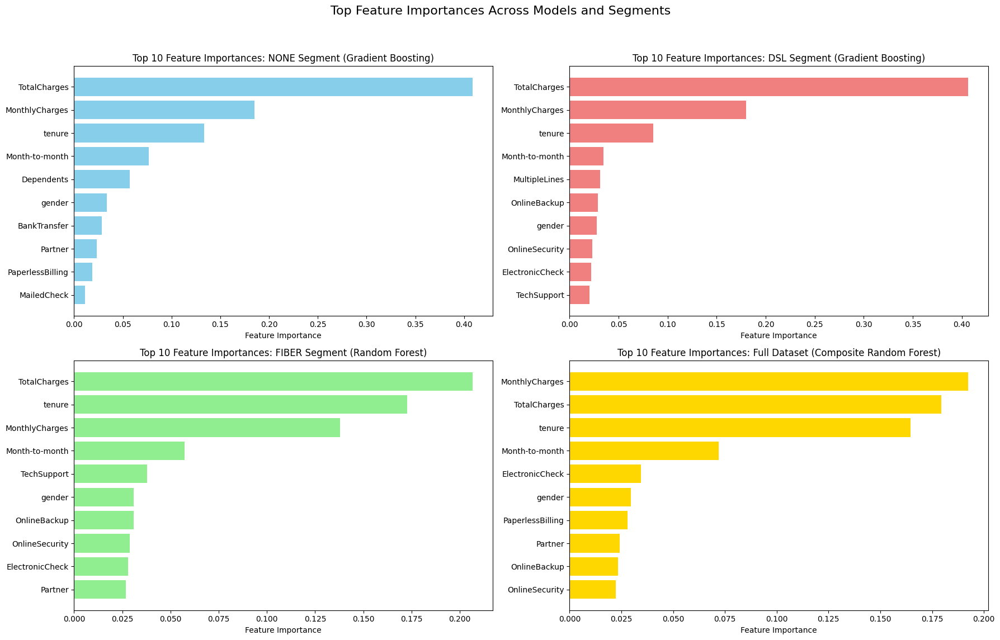 Top Feature Importances Across Models and Segments
Top 10 Feature Importances: NONE Segment (Gradient Boosting)
TotalCharges
MonthlyCharges
tenure
Month-to-month
Dependents
gender
BankTransfer
Partner
PaperlessBilling
MailedCheck
0.00 0.05 0.10 0.15 0.20 0.25 0.30 0.35 0.40
Feature Importance
Top 10 Feature Importances: DSL Segment (Gradient Boosting)
TotalCharges
MonthlyCharges
tenure
Month-to-month
MultipleLines
OnlineBackup
gender
OnlineSecurity
ElectronicCheck
TechSupport
0.00 0.05 0.10 0.15 0.20 0.25 0.30 0.35 0.40
Feature Importance
Top 10 Feature Importances: FIBER Segment (Random Forest)
TotalCharges
tenure
MonthlyCharges
Month-to-month
TechSupport
gender
OnlineBackup
OnlineSecurity
ElectronicCheck
Partner
0.000 0.025 0.050 0.075 0.100 0.125 0.150 0.175 0.200
Feature Importance
Top 10 Feature Importances: Full Dataset (Composite Random Forest)
MonthlyCharges
TotalCharges
tenure
Month-to-month
ElectronicCheck
gender
PaperlessBilling
Partner
OnlineBackup
OnlineSecurity
0.000 0.025 0.050 0.075 0.100 0.125 0.150 0.175 0.200
Feature Importance